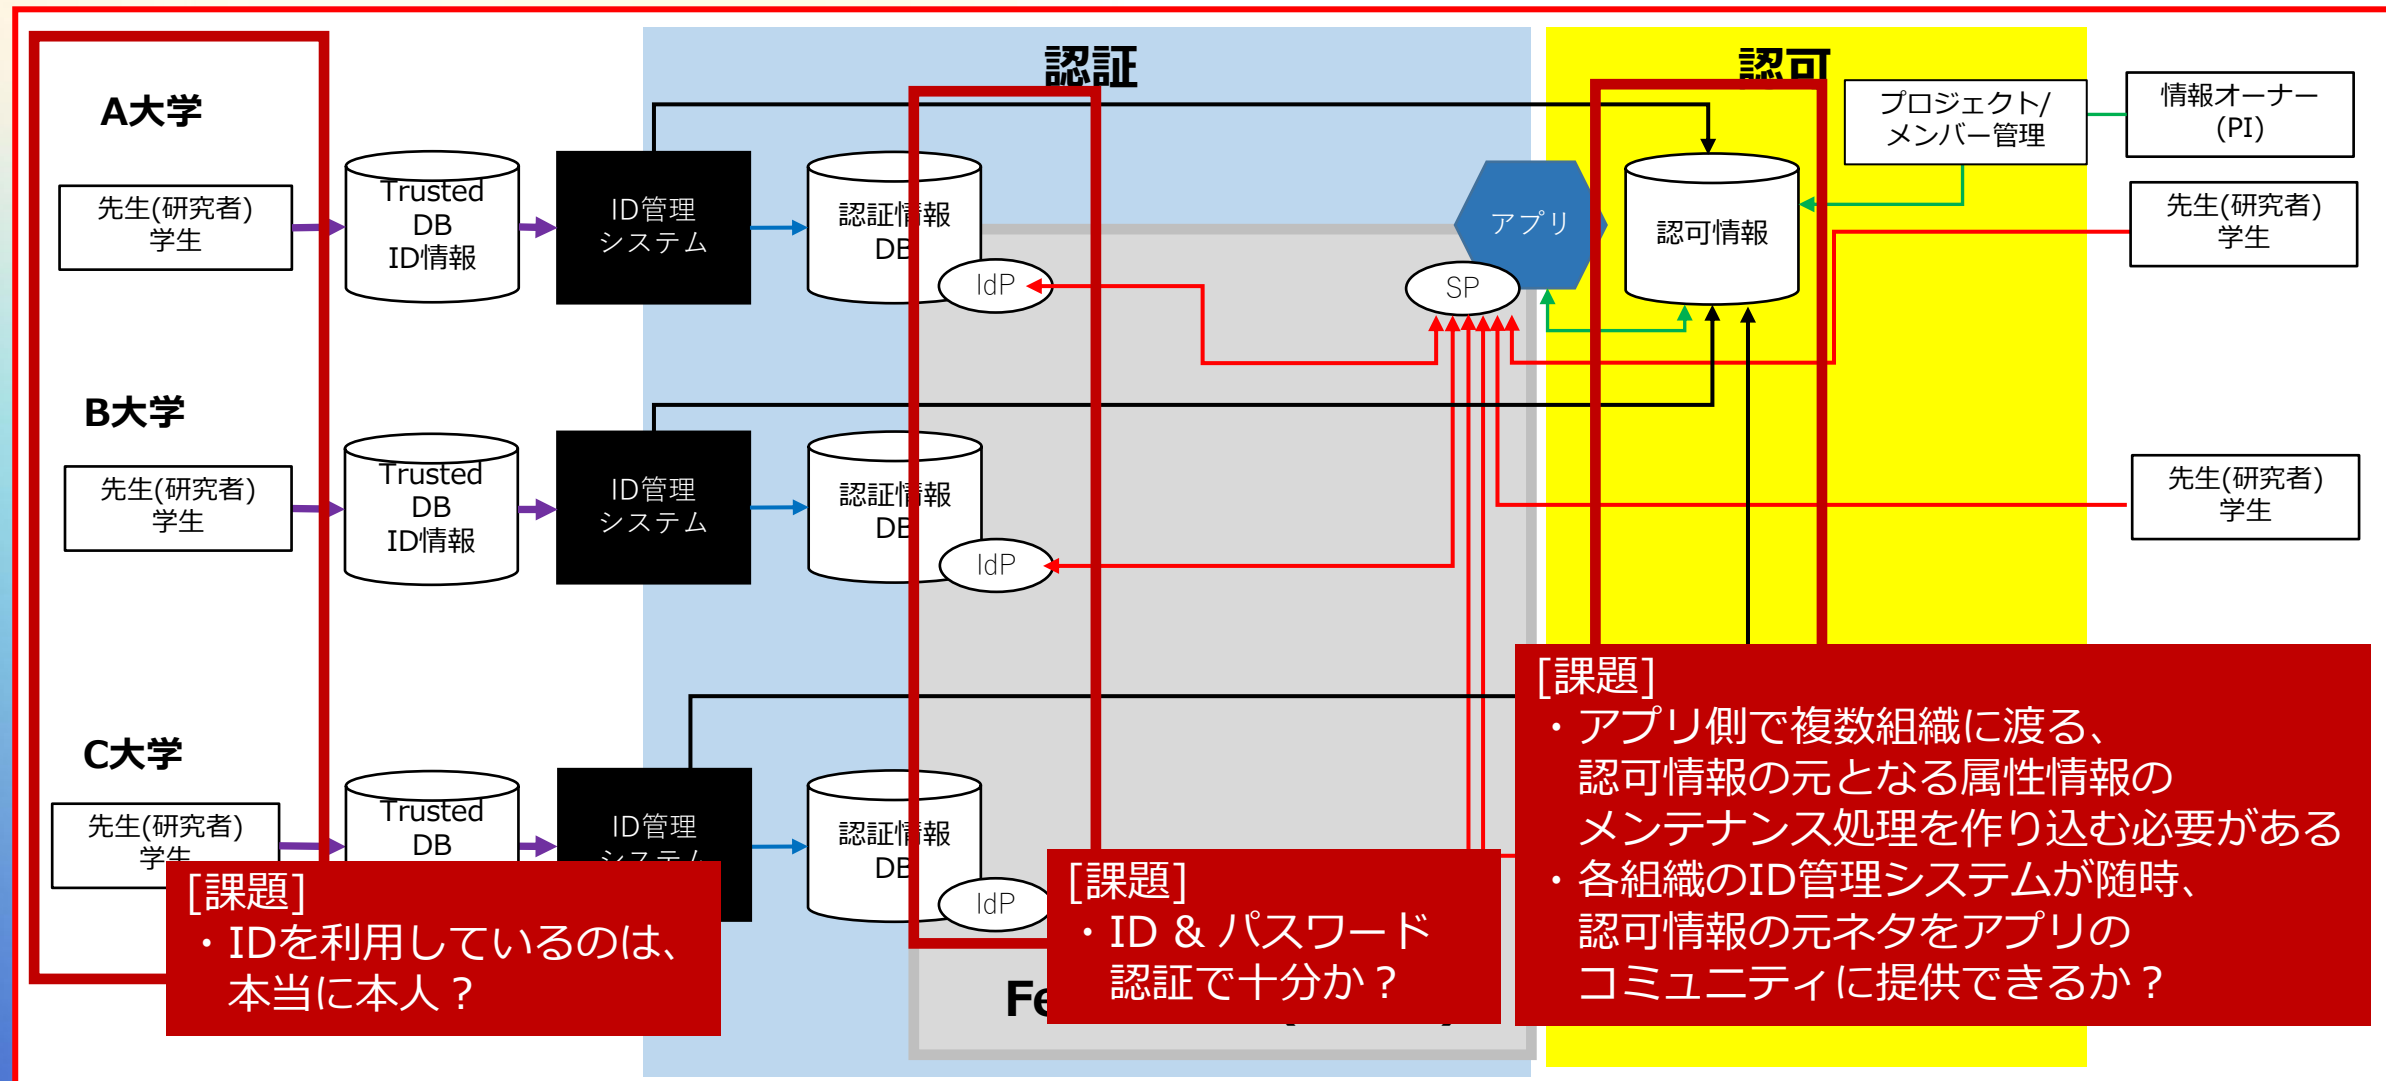 認証
認可
A大学
先生(研究者)
学生
Trusted
DB
ID情報
ID管理
システム
認証情報
DB
IdP
アプリ
SP
認可情報
プロジェクト/
メンバー管理
情報オーナー
(PI)
先生(研究者)
学生
B大学
先生(研究者)
学生
Trusted
DB
ID情報
ID管理
システム
認証情報
DB
IdP
先生(研究者)
学生
C大学
先生(研究者)
学生
Trusted
DB
ID管理
システム
認証情報
DB
IdP
[課題]
・IDを利用しているのは、
本当に本人？
[課題]
・ID & パスワード
認証で十分か？
[課題]
・アプリ側で複数組織に渡る、
認可情報の元となる属性情報の
メンテナンス処理を作り込む必要がある
・各組織のID管理システムが随時、
認可情報の元ネタをアプリの
コミュニティに提供できるか？